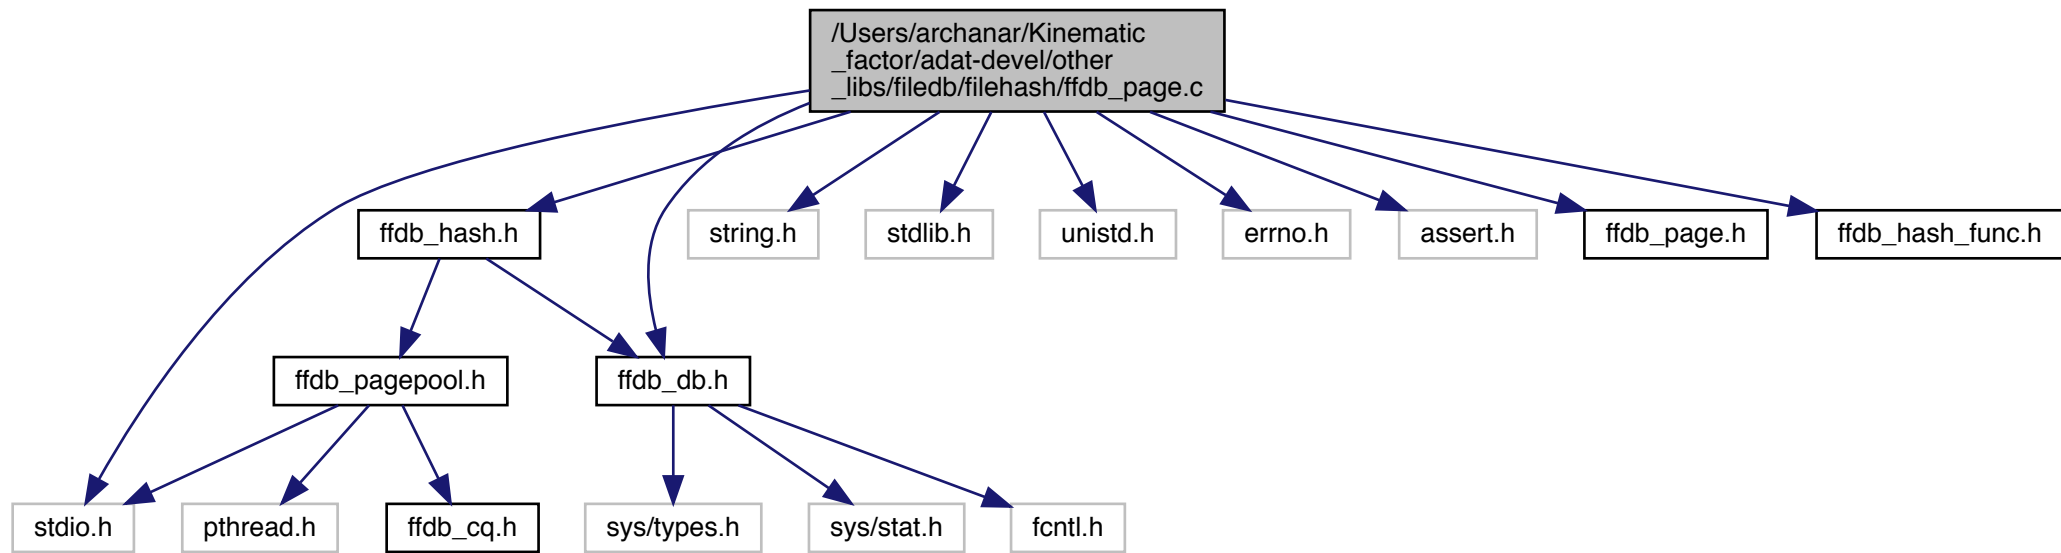 /Users/archanar/Kinematic
_factor/adat-devel/other
_libs/filedb/filehash/ffdb_page.c
ffdb_hash.h
string.h
stdlib.h
unistd.h
errno.h
assert.h
ffdb_page.h
ffdb_hash_func.h
ffdb_pagepool.h
ffdb_db.h
stdio.h
pthread.h
ffdb_cq.h
sys/types.h
sys/stat.h
fcntl.h